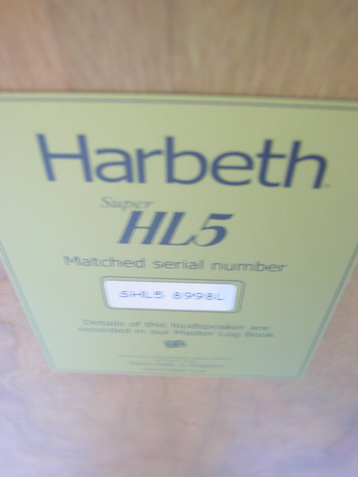 Harbeth
Super
HL5
Matched serial number
SHL5 8998L
Details of this loudspeaker are
recorded in our Master Log Book